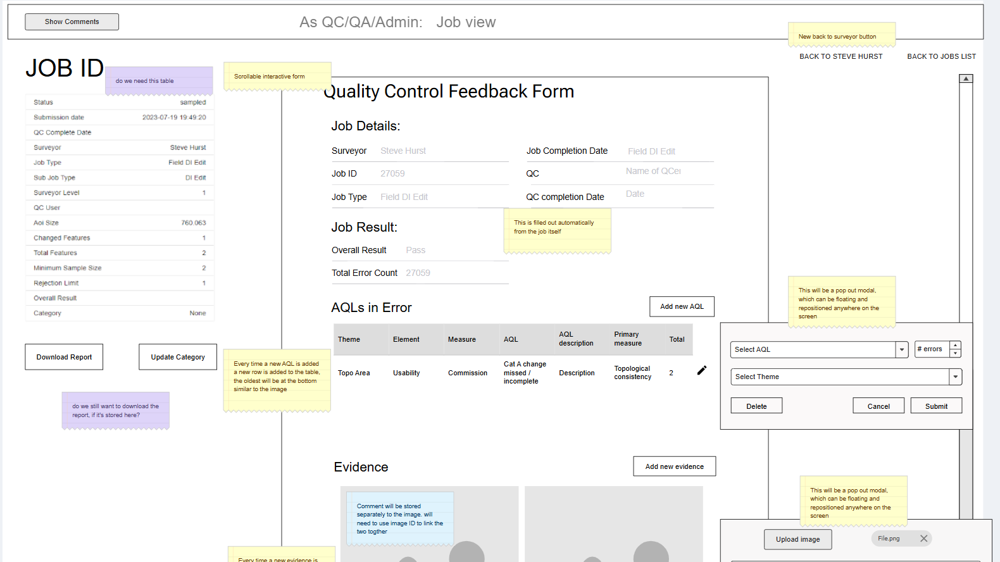 Show Comments
As QC/QA/Admin: Job view
New back to surveyor button
BACK TO STEVE HURST
BACK TO JOBS LIST
JOB ID
do we need this table
Status sampled
Submission date 2023-07-19 19:49:20
QC Complete Date
Surveyor Steve Hurst
Job Type Field DI Edit
Sub Job Type DI Edit
Surveyor Level 1
QC User
Aoi Size 760.063
Changed Features 1
Total Features 2
Minimum Sample Size 2
Rejection Limit 1
Overall Result
Category None
Download Report
Update Category
do we still want to download the
report, if it's stored here?
Scrollable interactive form
Quality Control Feedback Form
Job Details:
Surveyor Steve Hurst
Job Completion Date Field DI Edit
Job ID 27059
QC Name of QCer
Job Type Field DI Edit
QC completion Date Date
This is filled out automatically
from the job itself
Job Result:
Overall Result Pass
Total Error Count 27059
AQLs in Error
Add new AQL
Theme Element Measure AQL AQL description Primary measure Total
Topo Area Usability Commission Cat A change missed / incomplete Description Topological consistency 2
Every time a new AQL is added
a new row is added to the table,
the oldest will be at the bottom
similar to the image
This will be a pop out modal,
which can be floating and
repositioned anywhere on the
screen
Select AQL
# errors
Select Theme
Delete
Cancel
Submit
Evidence
Add new evidence
Comment will be stored
separately to the image. will
need to use image ID to link the
two togther
Every time a new evidence is
This will be a pop out modal,
which can be floating and
repositioned anywhere on the
screen
Upload image
File.png